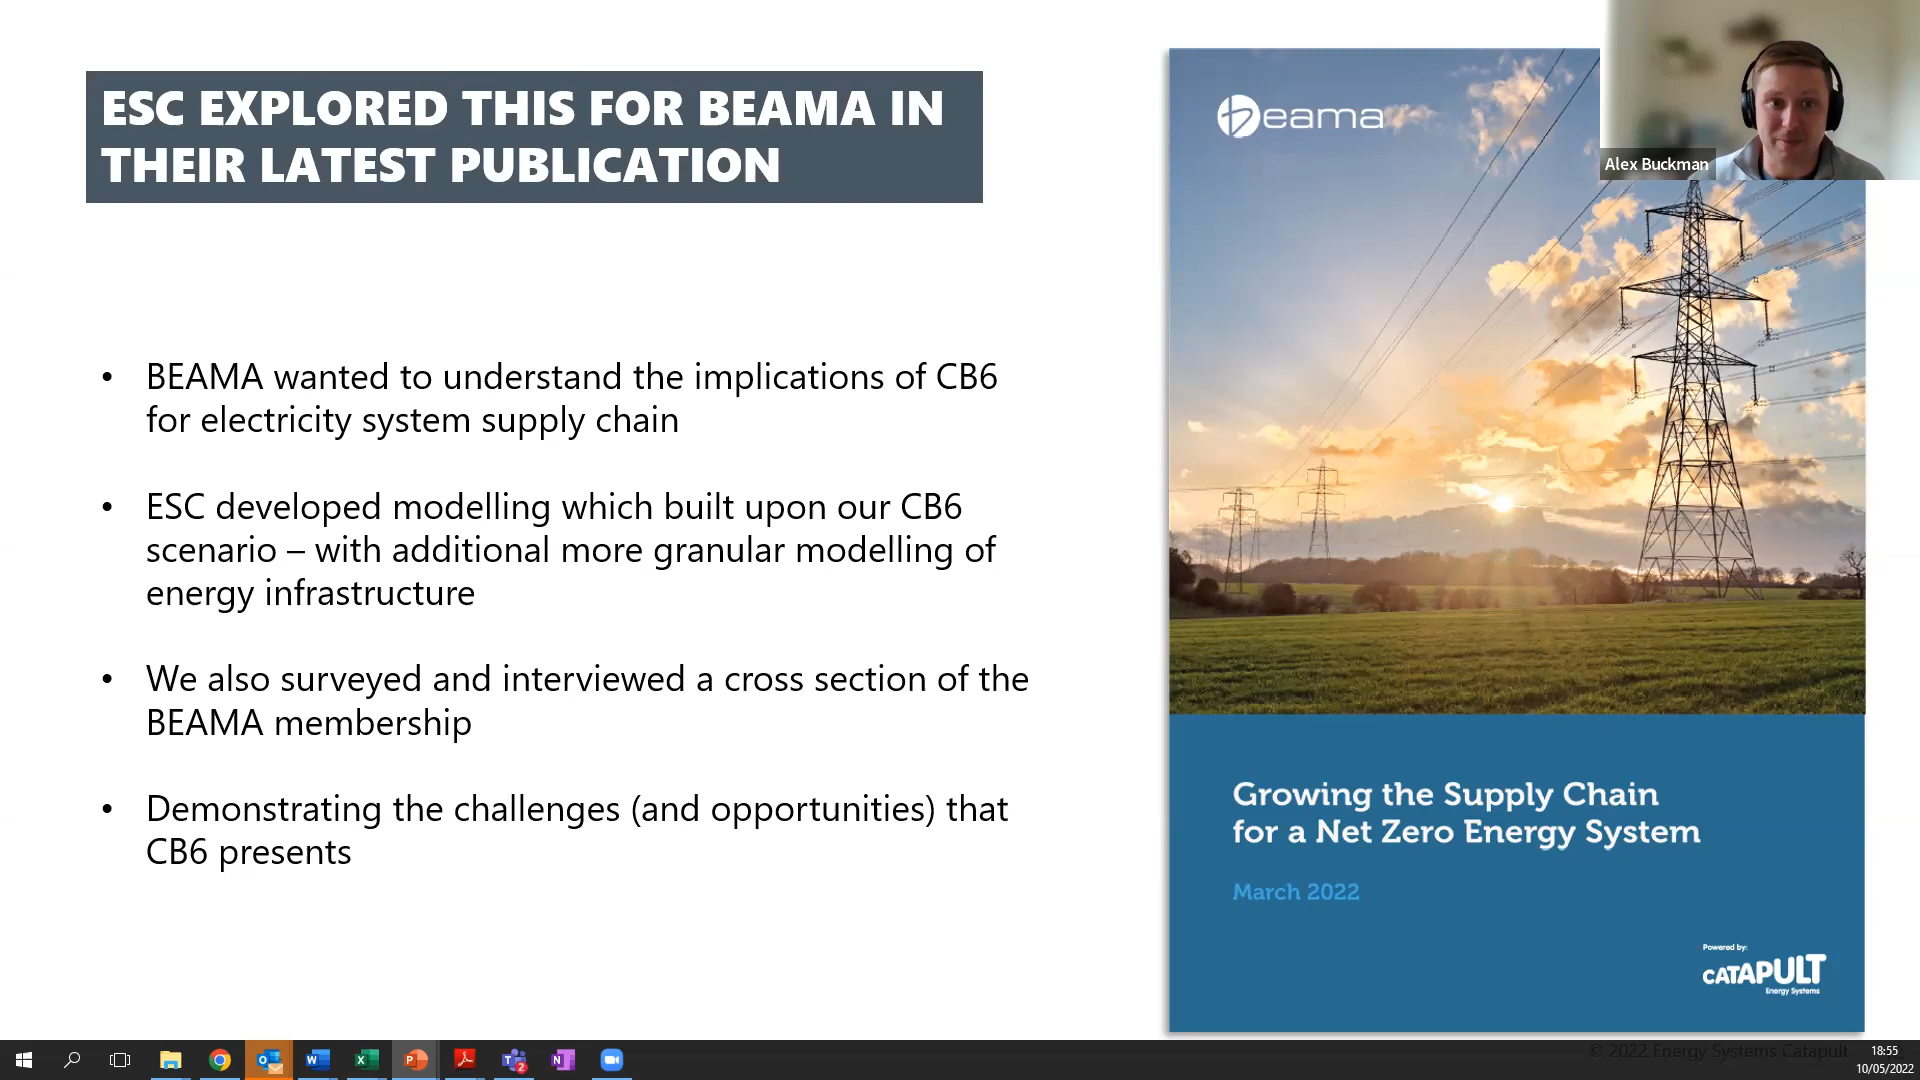 ESC EXPLORED THIS FOR BEAMA IN
THEIR LATEST PUBLICATION
• BEAMA wanted to understand the implications of CB6
for electricity system supply chain
• ESC developed modelling which built upon our CB6
scenario – with additional more granular modelling of
energy infrastructure
• We also surveyed and interviewed a cross section of the
BEAMA membership
• Demonstrating the challenges (and opportunities) that
CB6 presents
beama
Alex Buckman
Growing the Supply Chain
for a Net Zero Energy System
March 2022
Powered by:
CATAPULT
Energy Systems
© 2022 Energy Systems Catapult
18:55
10/05/2022
2